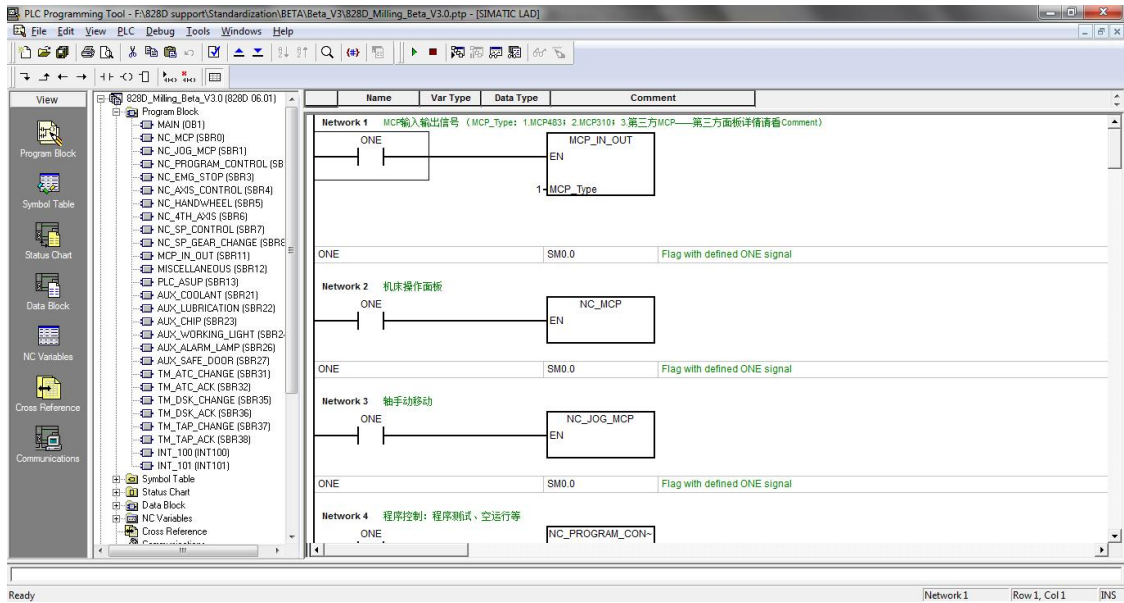 PLC Programming Tool - F:\828D support\Standardization\BETA\Beta_V3\828D_Milling_Beta_V3.0.ptp - [SIMATIC LAD]
File Edit View PLC Debug Tools Windows Help
View
Program Block
Symbol Table
Status Chart
Data Block
NC Variables
Cross Reference
Communications
828D_Milling_Beta_V3.0 (828D 06.01)
Program Block
MAIN (OB1)
NC_MCP (SBR0)
NC_JOG_MCP (SBR1)
NC_PROGRAM_CONTROL (SB
NC_EMG_STOP (SBR3)
NC_AXIS_CONTROL (SBR4)
NC_HANDWHEEL (SBR5)
NC_4TH_AXIS (SBR6)
NC_SP_CONTROL (SBR7)
NC_SP_GEAR_CHANGE (SBR8
MCP_IN_OUT (SBR11)
MISCELLANEOUS (SBR12)
PLC_ASUP (SBR13)
AUX_COOLANT (SBR21)
AUX_LUBRICATION (SBR22)
AUX_CHIP (SBR23)
AUX_WORKING_LIGHT (SBR2
AUX_ALARM_LAMP (SBR26)
AUX_SAFE_DOOR (SBR27)
TM_ATC_CHANGE (SBR31)
TM_ATC_ACK (SBR32)
TM_DSK_CHANGE (SBR35)
TM_DSK_ACK (SBR36)
TM_TAP_CHANGE (SBR37)
TM_TAP_ACK (SBR38)
INT_100 (INT100)
INT_101 (INT101)
Symbol Table
Status Chart
Data Block
NC Variables
Cross Reference
Name Var Type Data Type Comment
Network 1 MCP输入输出信号（MCP_Type：1.MCP483；2.MCP310；3.第三方MCP——第三方面板详情请看Comment）
ONE MCP_IN_OUT
EN
1 MCP_Type
ONE SM0.0 Flag with defined ONE signal
Network 2 机床操作面板
ONE NC_MCP
EN
ONE SM0.0 Flag with defined ONE signal
Network 3 轴手动移动
ONE NC_JOG_MCP
EN
ONE SM0.0 Flag with defined ONE signal
Network 4 程序控制：程序测试、空运行等
ONE NC_PROGRAM_CON~
Ready Network 1 Row 1, Col 1 INS